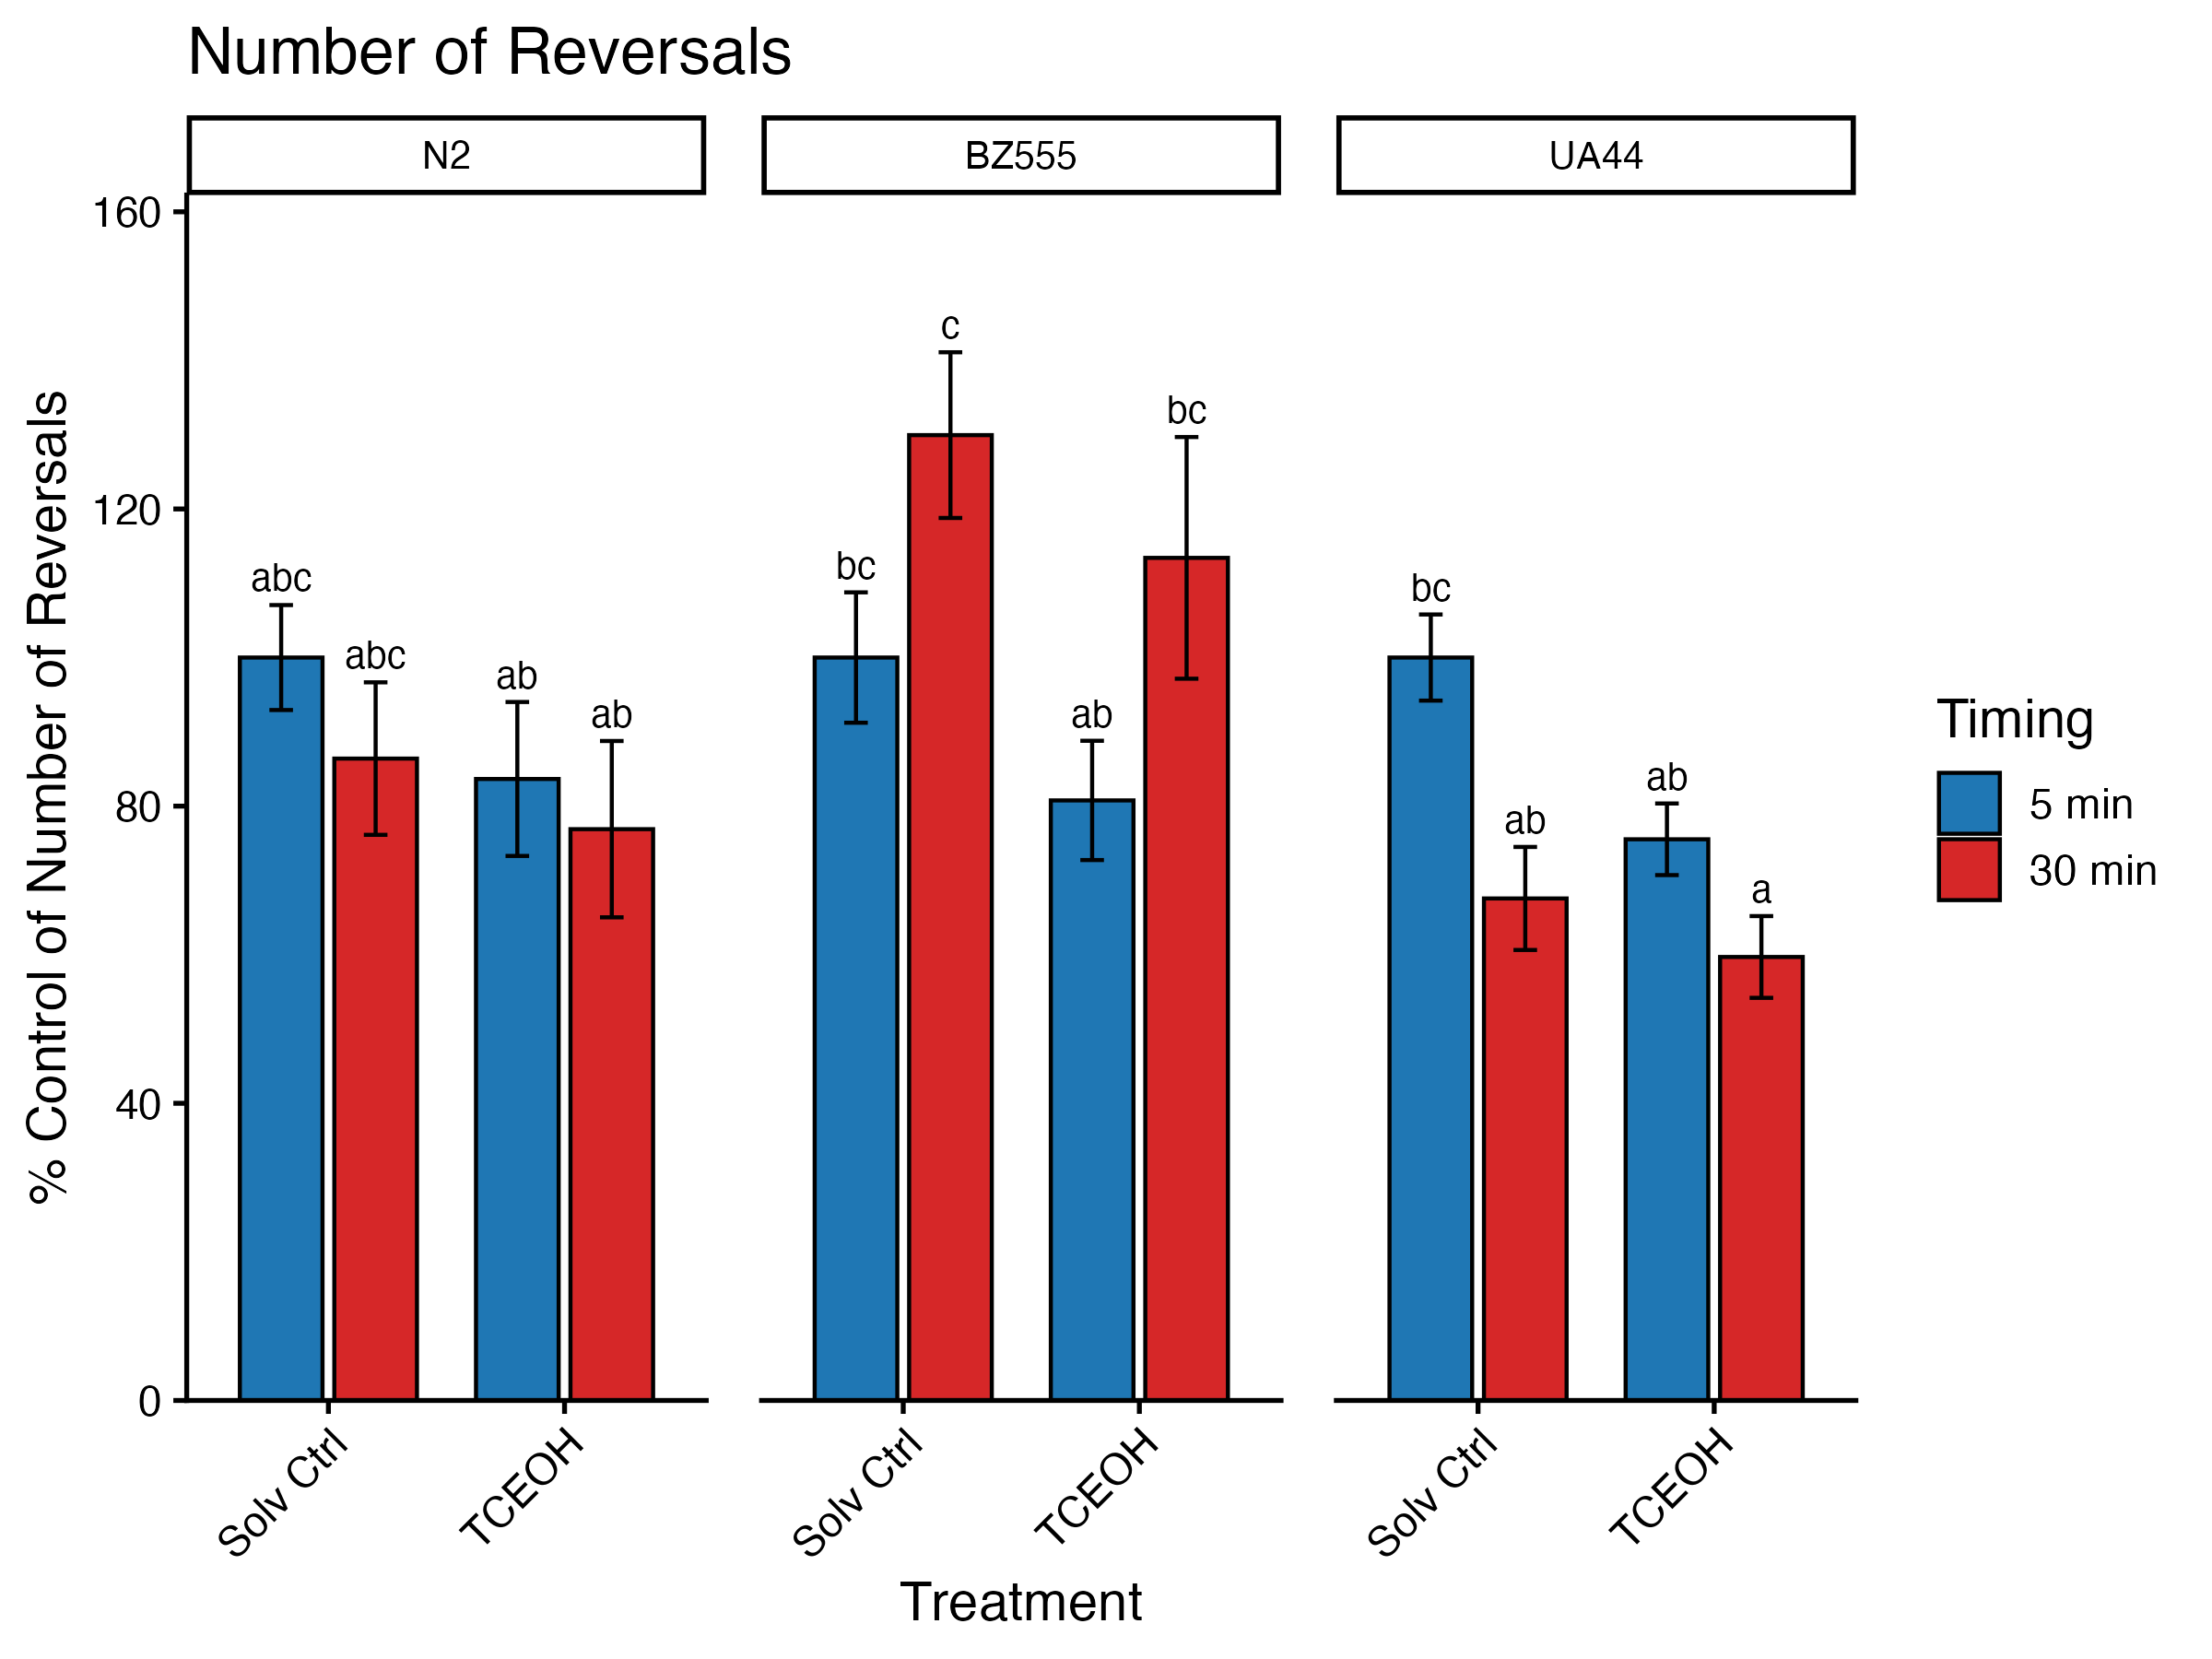 Number of Reversals
N2
BZ555
UA44
% Control of Number of Reversals
160
120
80
40
0
abc
abc
ab
ab
bc
c
ab
bc
bc
ab
ab
a
Solv Ctrl
TCEOH
Solv Ctrl
TCEOH
Solv Ctrl
TCEOH
Treatment
Timing
5 min
30 min